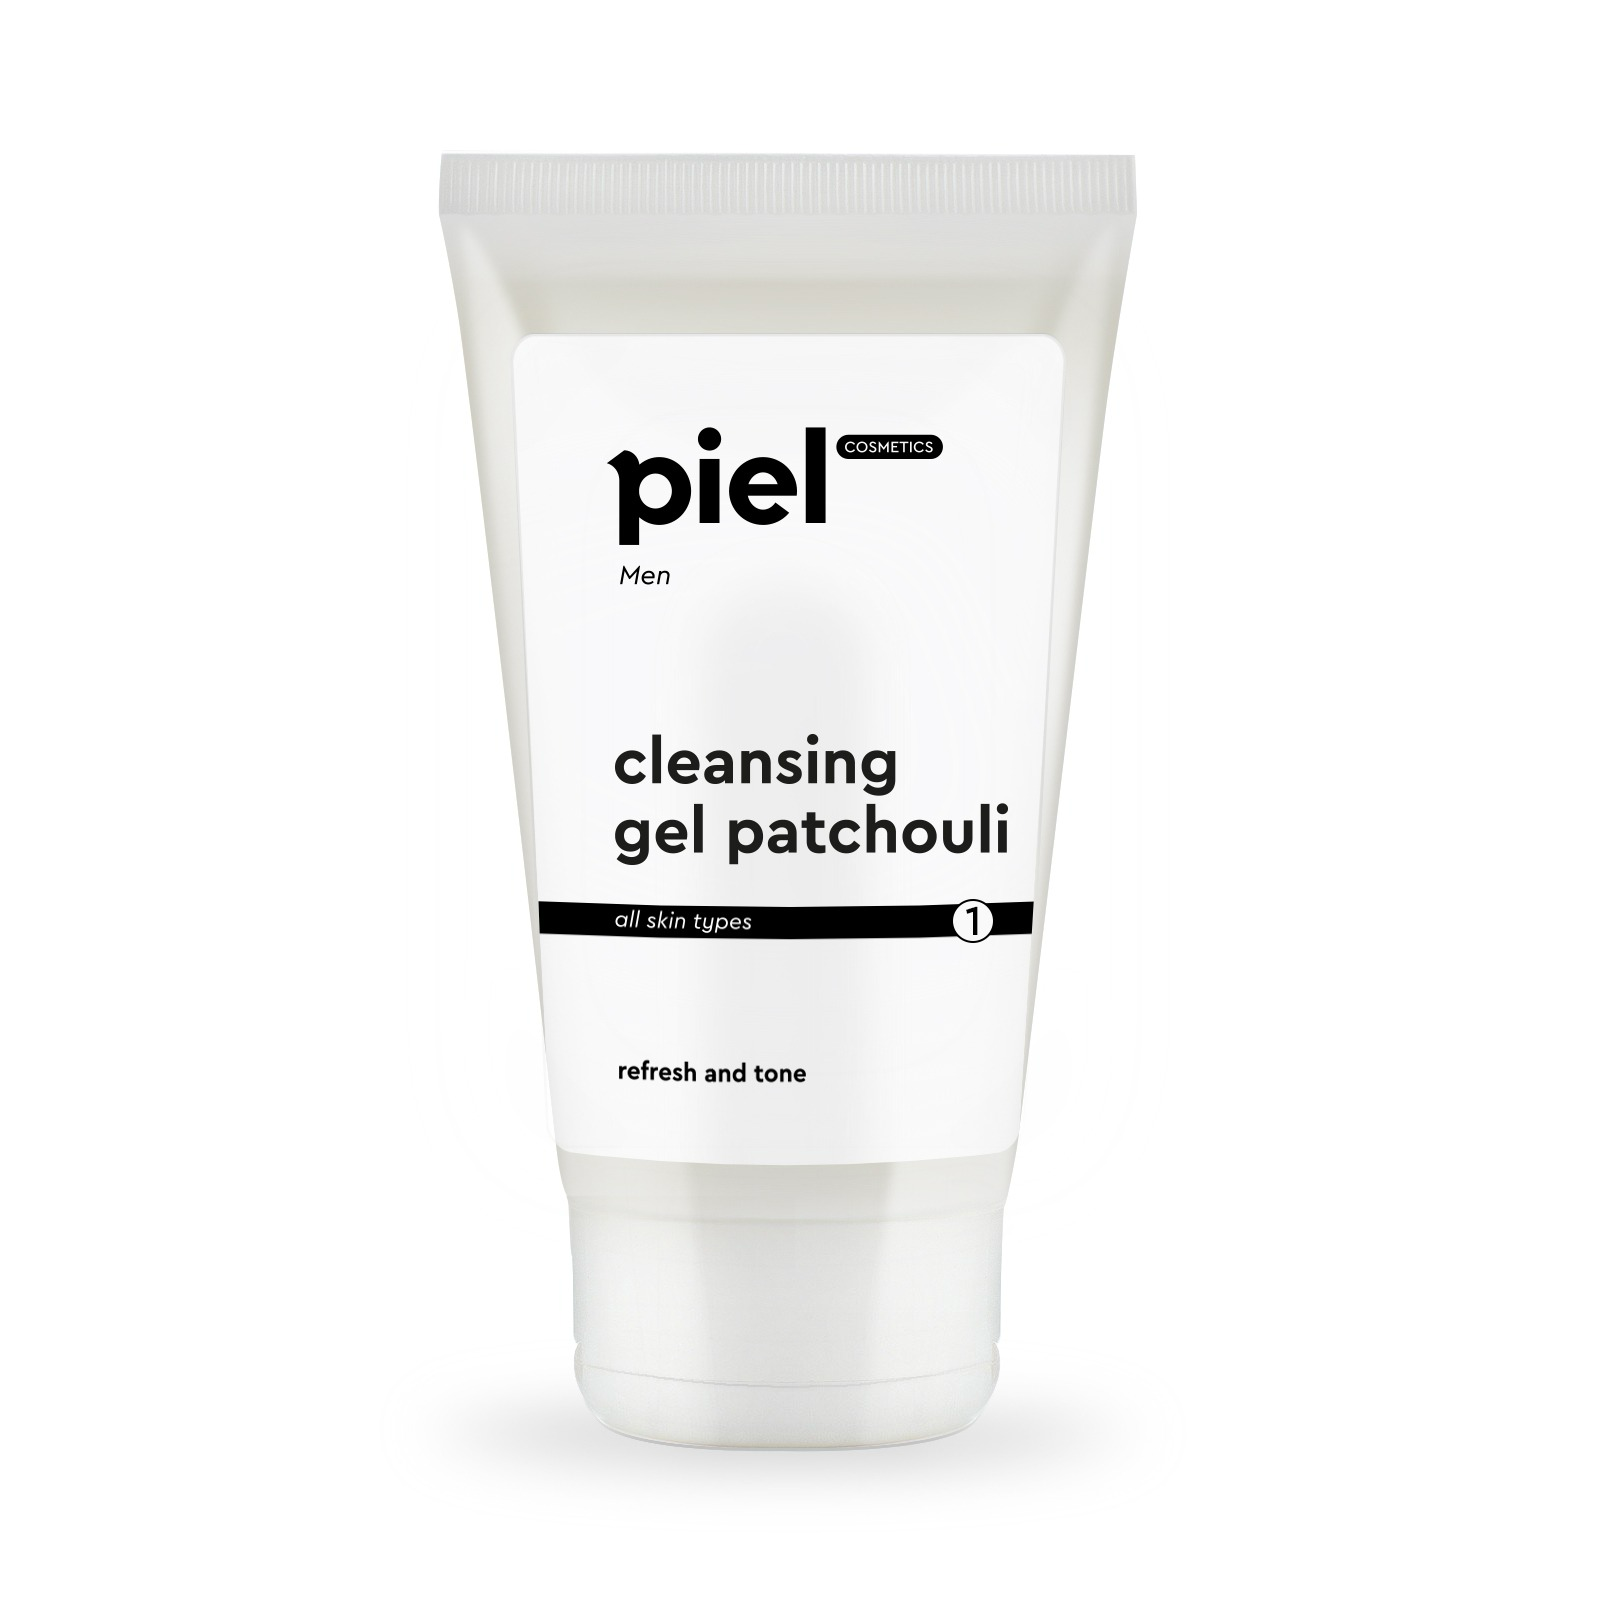 piel COSMETICS
Men
cleansing
gel patchouli
all skin types 1
refresh and tone